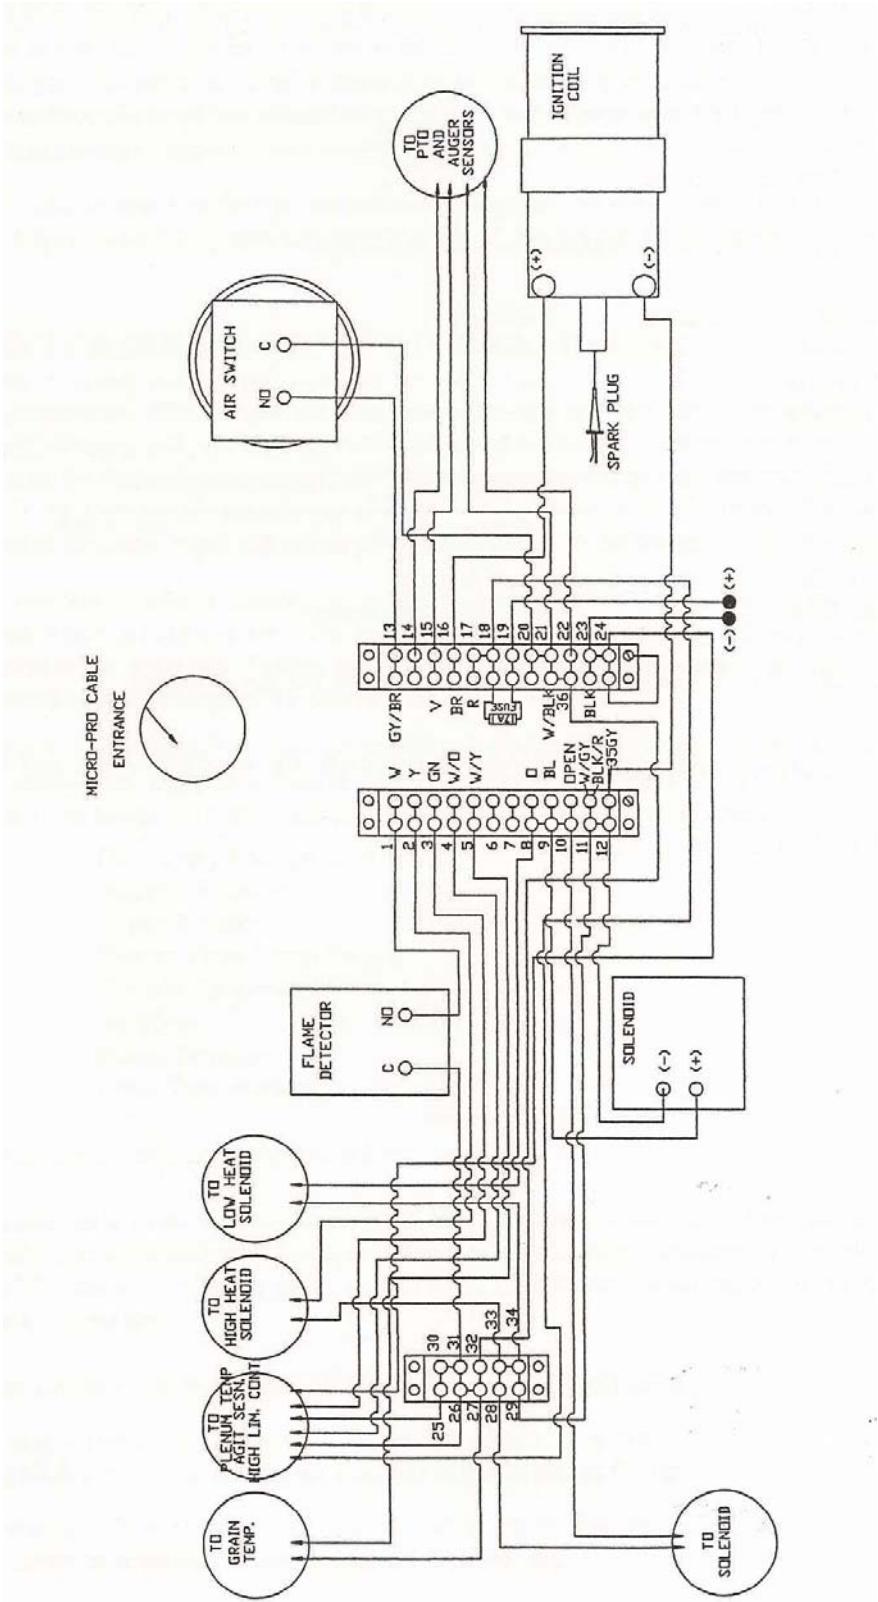 IGNITION
COIL
(+)
(-)
SPARK PLUG
TO
PTO
AND
AUGER
SENSORS
AIR SWITCH
C
NO
MICRO-PRO CABLE
ENTRANCE
13
14
15
16
17
18
19
20
21
22
23
24
(+)
(-)
GY/BR
V
BR
R
7A
FUSE
W/BLK
36
BLK
W
Y
GN
W/O
W/Y
O
BL
OPEN
W/GY
BLK/R
35GY
1
2
3
4
5
6
7
8
9
10
11
12
FLAME
DETECTOR
NO
C
SOLENOID
(-)
(+)
TO
LOW HEAT
SOLENOID
TO
HIGH HEAT
SOLENOID
TO
PLENUM TEMP
AGIT SESN.
HIGH LIN. CONT.
TO
GRAIN
TEMP.
30
31
32
33
34
25
26
27
28
29
TO
SOLENOID